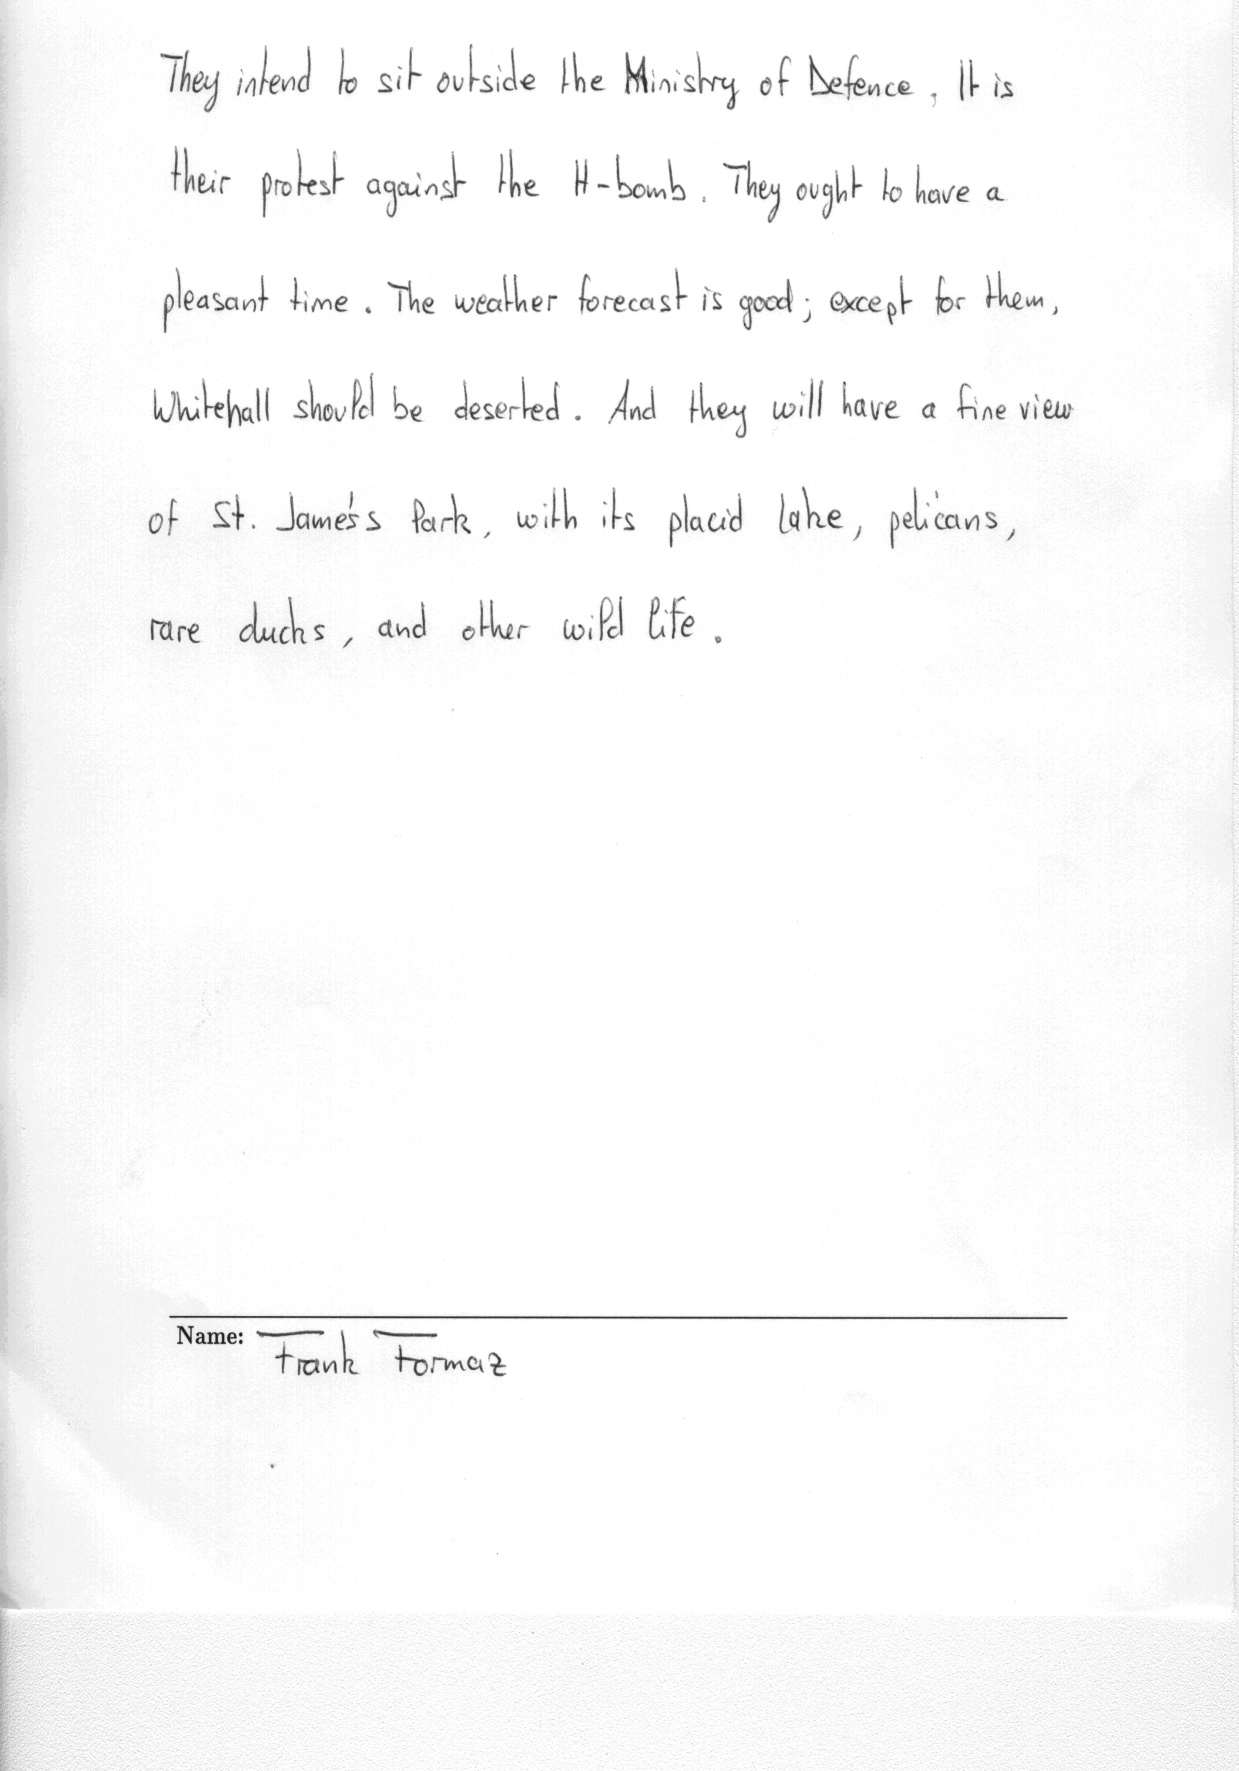 They intend to sit outside the Ministry of Defence. It is
their protest against the H-bomb. They ought to have a
pleasant time. The weather forecast is good; except for them,
Whitehall should be deserted. And they will have a fine view
of St. James's Park, with its placid lake, pelicans,
rare ducks, and other wild life.
Name: Frank Formaz